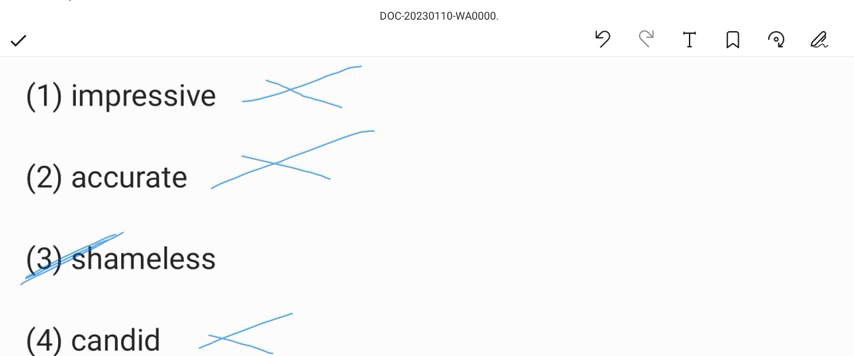 DOC-20230110-WA0000.
(1) impressive
(2) accurate
(3) shameless
(4) candid